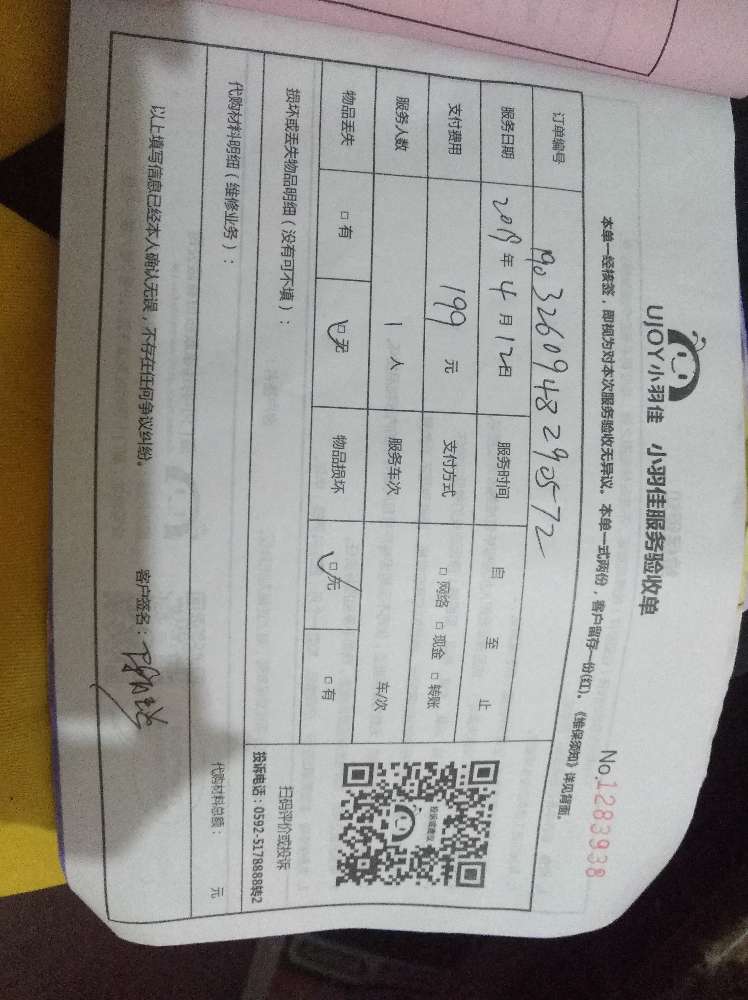 UJOY小羽佳 小羽佳服务验收单
No.1283938
本单一经核签，即视为对本次服务验收无异议。本单一式两份，客户留存一份(红)。《维保须知》详见背面。
订单编号 1903260948290572
服务日期 2019年4月12日 服务时间 自 至 止
支付费用 199元 支付方式 □网络 □现金 □转账
服务人数 1人 服务车次 车/次
物品丢失 □有 ☑无 物品损坏 ☑无 □有
扫码评价或投诉
投诉电话：0592-5178888转2
投诉或建议
损坏或丢失物品明细（没有可不填）：
代购材料明细（维修业务）： 代购材料总额： 元
以上填写信息已经本人确认无误，不存在任何争议纠纷。 客户签名：